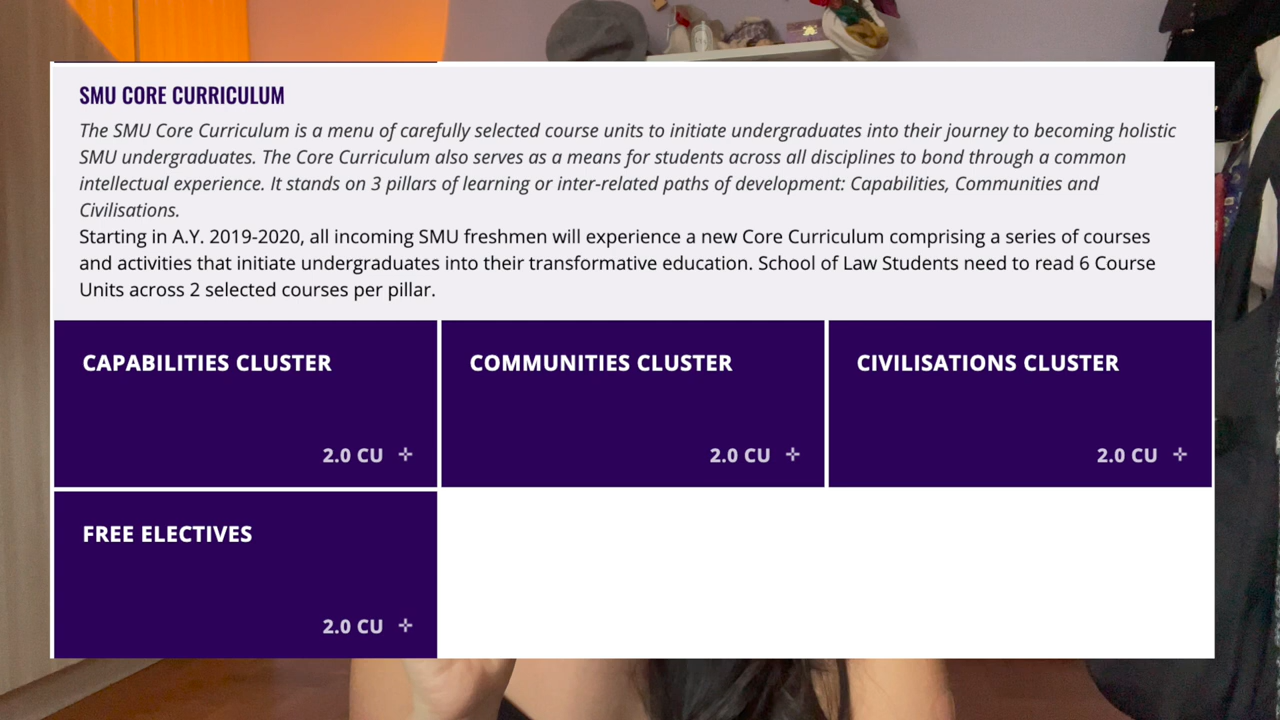 SMU CORE CURRICULUM
The SMU Core Curriculum is a menu of carefully selected course units to initiate undergraduates into their journey to becoming holistic
SMU undergraduates. The Core Curriculum also serves as a means for students across all disciplines to bond through a common
intellectual experience. It stands on 3 pillars of learning or inter-related paths of development: Capabilities, Communities and
Civilisations.
Starting in A.Y. 2019-2020, all incoming SMU freshmen will experience a new Core Curriculum comprising a series of courses
and activities that initiate undergraduates into their transformative education. School of Law Students need to read 6 Course
Units across 2 selected courses per pillar.
CAPABILITIES CLUSTER
2.0 CU
COMMUNITIES CLUSTER
2.0 CU
CIVILISATIONS CLUSTER
2.0 CU
FREE ELECTIVES
2.0 CU